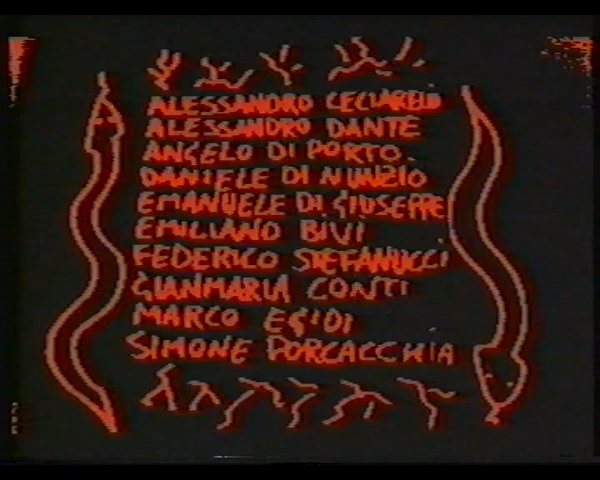 ALESSANDRO CECIARELLI
ALESSANDRO DANTE
ANGELO DI PORTO.
DANIELE DI NUNZIO
EMANUELE DI GIUSEPPE
EMILIANO BIVI
FEDERICO STEFANUCCI
GIANMARIA CONTI
MARCO EGIDI
SIMONE PORCACCHIA